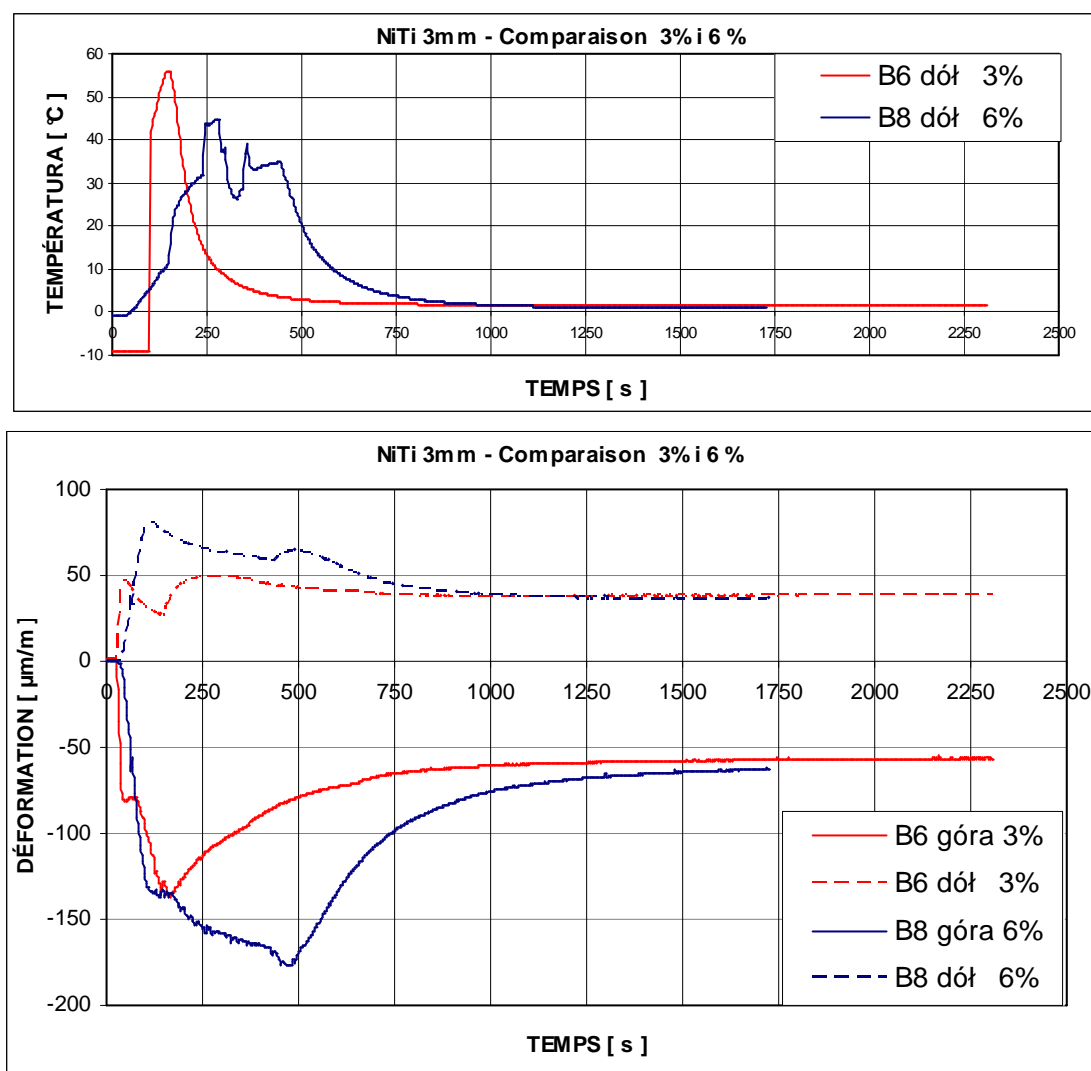 NiTi 3mm - Comparaison 3% i 6 %
60
50
40
30
20
10
0
-10
TEMPÉRATURA [ °C]
0 250 500 750 1000 1250 1500 1750 2000 2250 2500
TEMPS [ s ]
B6 dół 3%
B8 dół 6%
NiTi 3mm - Comparaison 3% i 6 %
100
50
0
-50
-100
-150
-200
DÉFORMATION [ µm/m ]
0 250 500 750 1000 1250 1500 1750 2000 2250 2500
TEMPS [ s ]
B6 góra 3%
B6 dół 3%
B8 góra 6%
B8 dół 6%